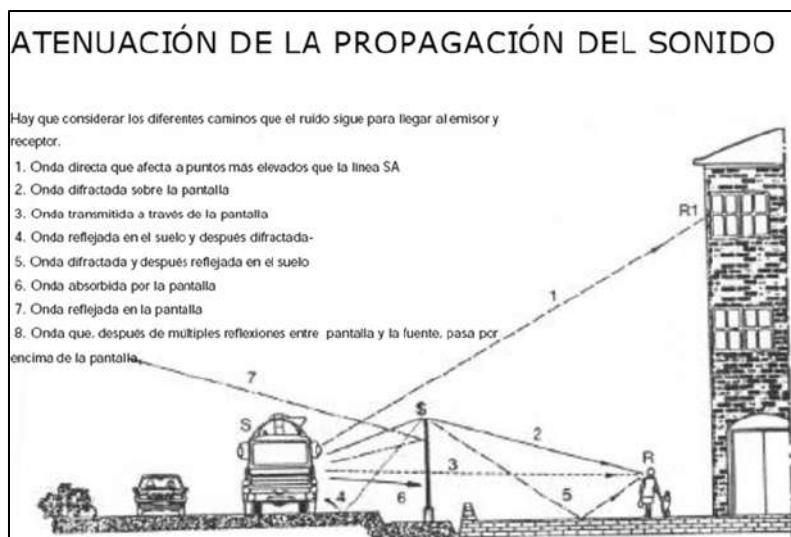 ATENUACIÓN DE LA PROPAGACIÓN DEL SONIDO
Hay que considerar los diferentes caminos que el ruido sigue para llegar al emisor y
receptor.
1. Onda directa que afecta a puntos más elevados que la línea SA
2. Onda difractada sobre la pantalla
3. Onda transmitida a través de la pantalla
4. Onda reflejada en el suelo y después difractada-
5. Onda difractada y después reflejada en el suelo
6. Onda absorbida por la pantalla
7. Onda reflejada en la pantalla
8. Onda que, después de múltiples reflexiones entre pantalla y la fuente, pasa por
encima de la pantalla.
R1
1
7
S
$
2
R
3
4
6
5